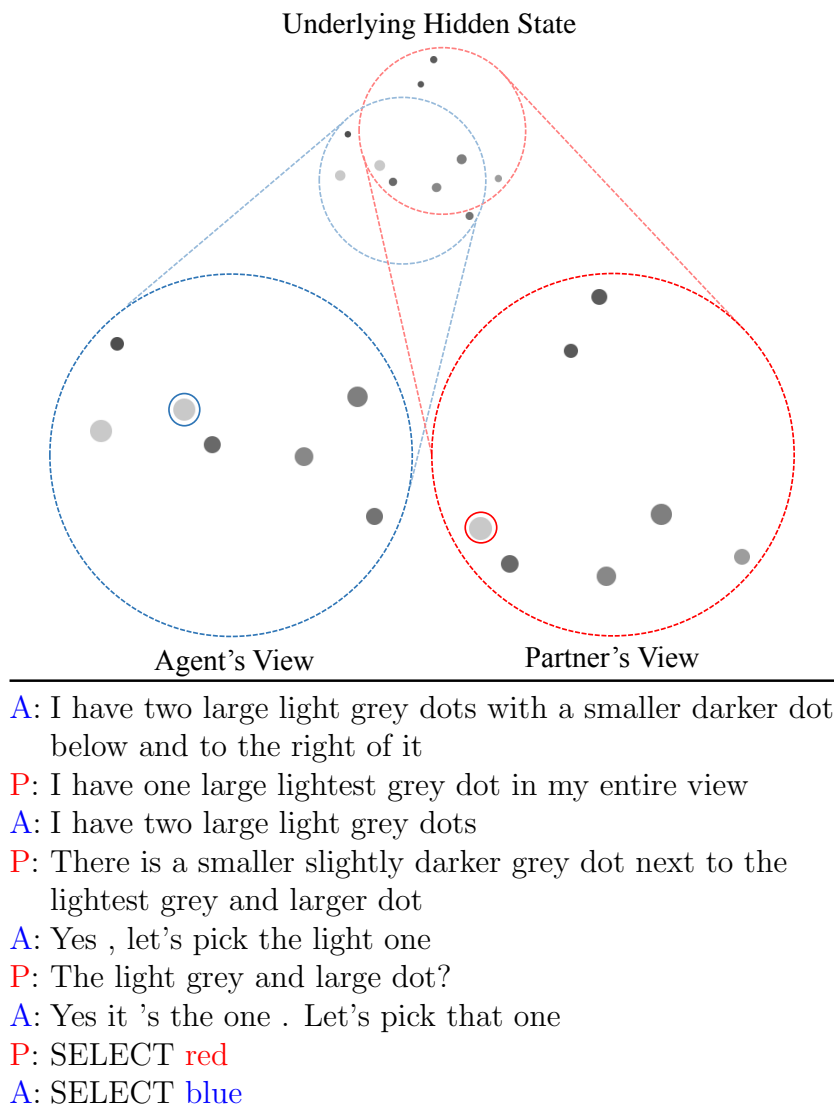 Underlying Hidden State
Agent's View
Partner's View
A: I have two large light grey dots with a smaller darker dot
below and to the right of it
P: I have one large lightest grey dot in my entire view
A: I have two large light grey dots
P: There is a smaller slightly darker grey dot next to the
lightest grey and larger dot
A: Yes , let's pick the light one
P: The light grey and large dot?
A: Yes it 's the one . Let's pick that one
P: SELECT red
A: SELECT blue